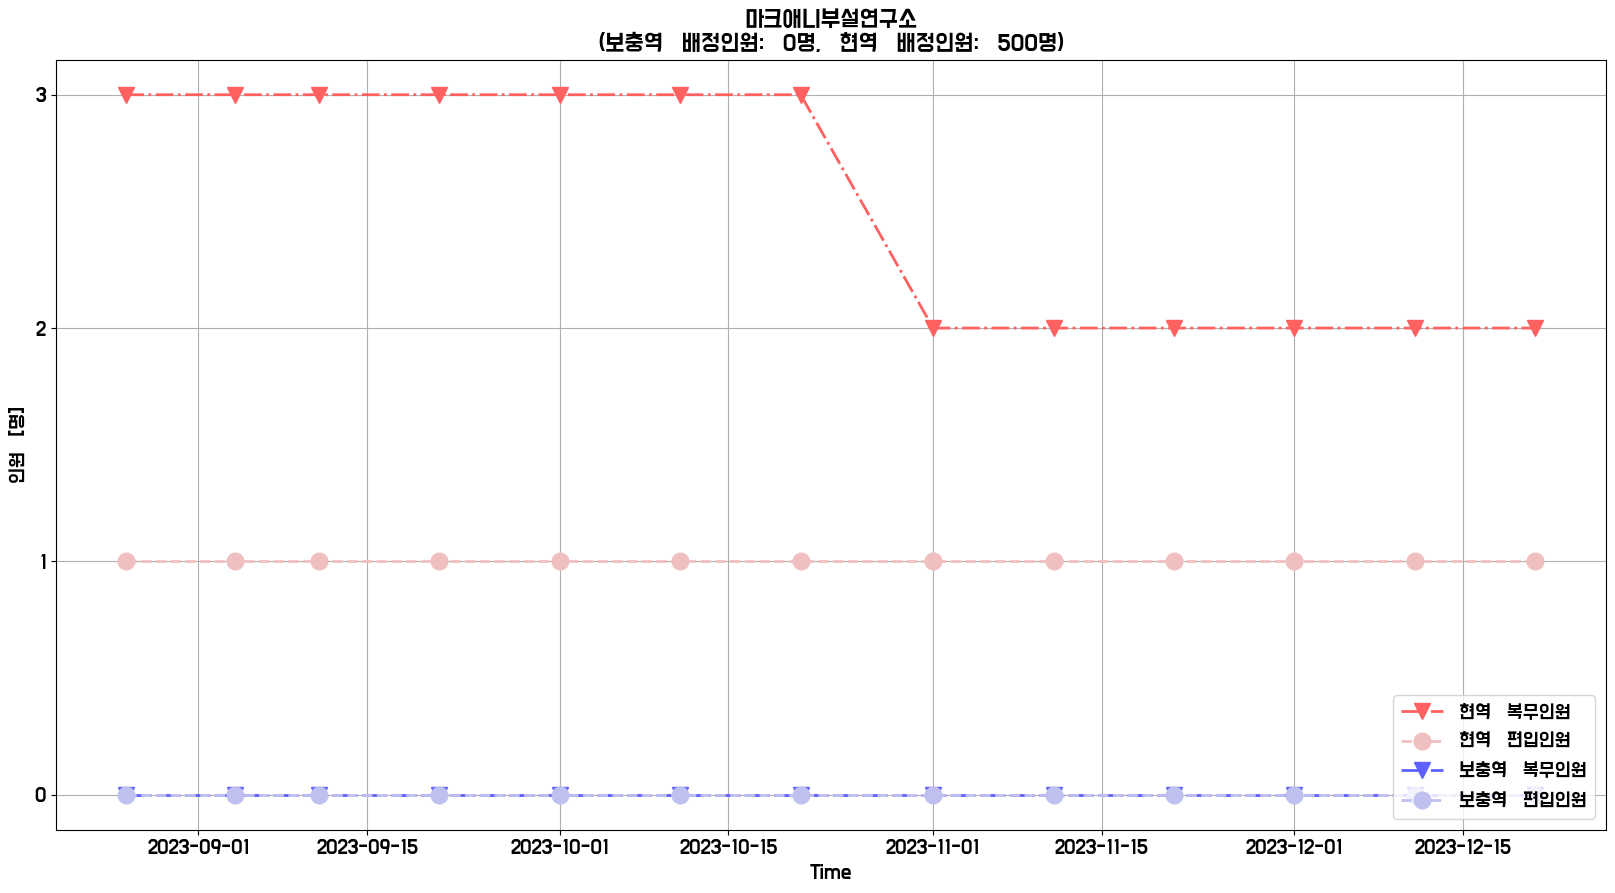 마크애니부설연구소
(보충역 배정인원: 0명, 현역 배정인원: 500명)
3
2
1
0
인원 [명]
2023-09-01 2023-09-15 2023-10-01 2023-10-15 2023-11-01 2023-11-15 2023-12-01 2023-12-15
Time
현역 복무인원
현역 편입인원
보충역 복무인원
보충역 편입인원